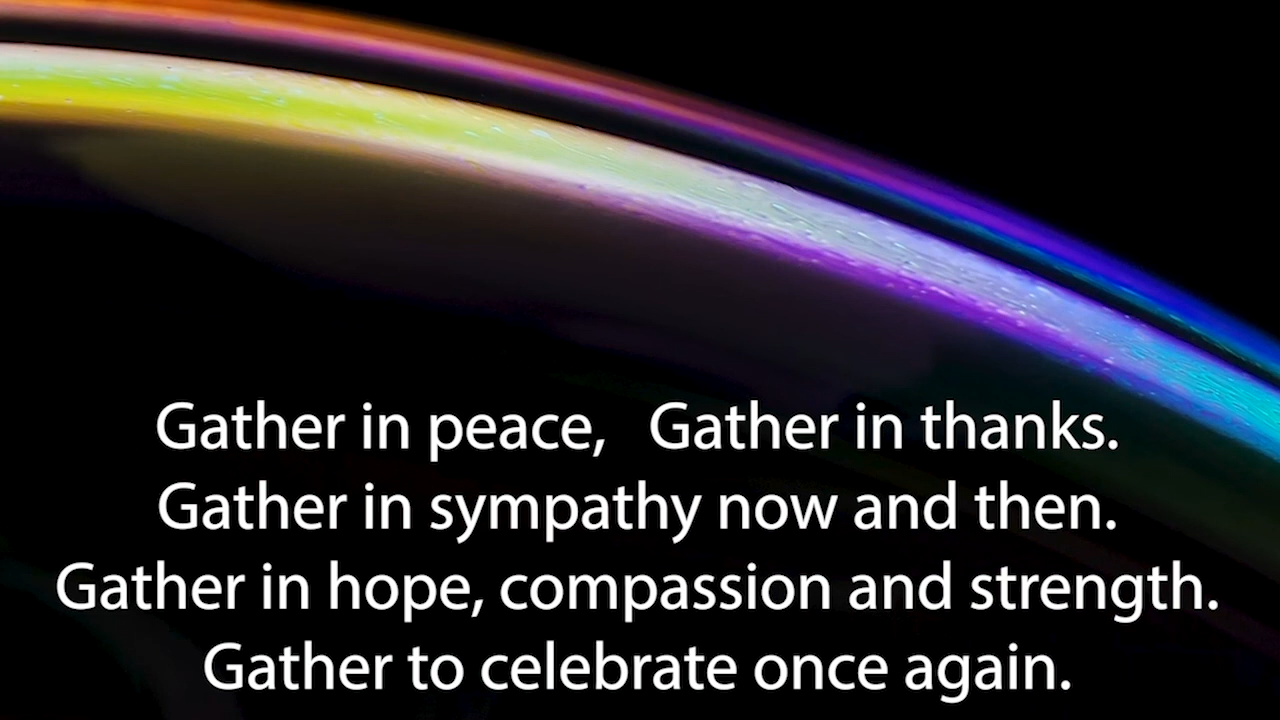 Gather in peace,   Gather in thanks.
Gather in sympathy now and then.
Gather in hope, compassion and strength.
Gather to celebrate once again.